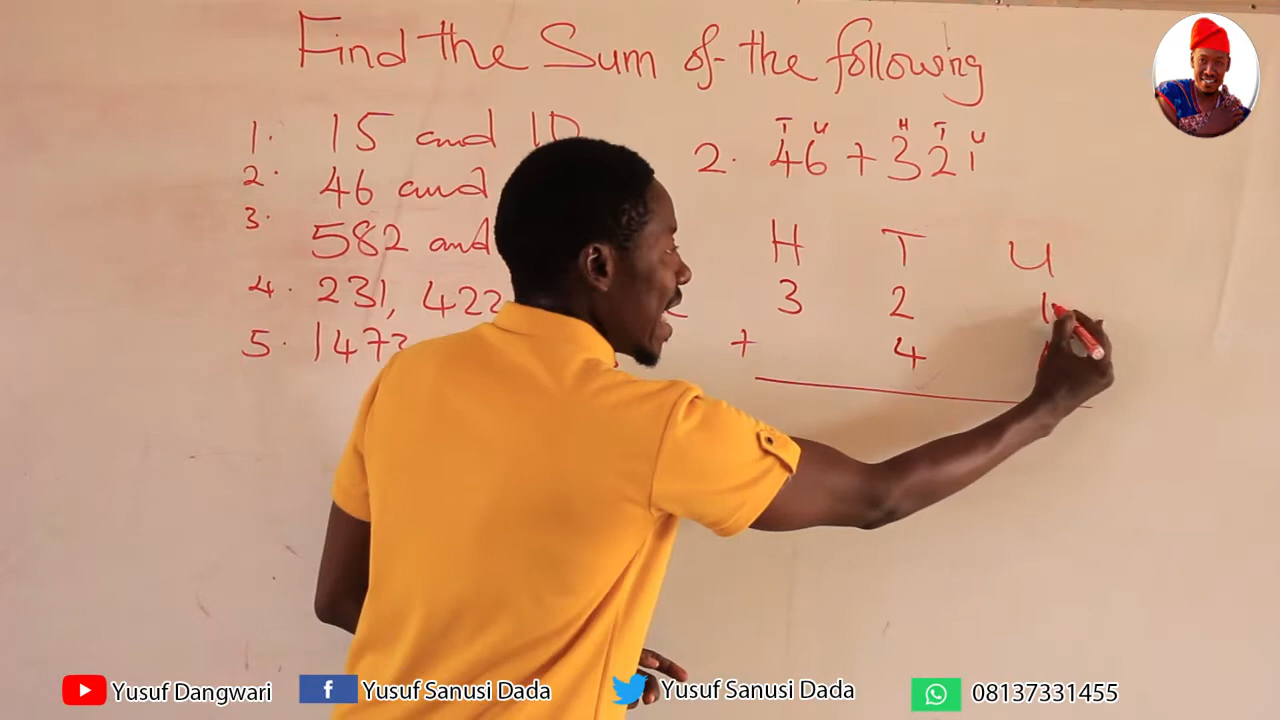 Find the Sum of the following
1. 15 and 10
2. 46 and
3. 582 and
4. 231, 422
5. 147
T U H T U
2. 46 + 321
H T U
3 2 1
+ 4
Yusuf Dangwari
Yusuf Sanusi Dada
Yusuf Sanusi Dada
08137331455